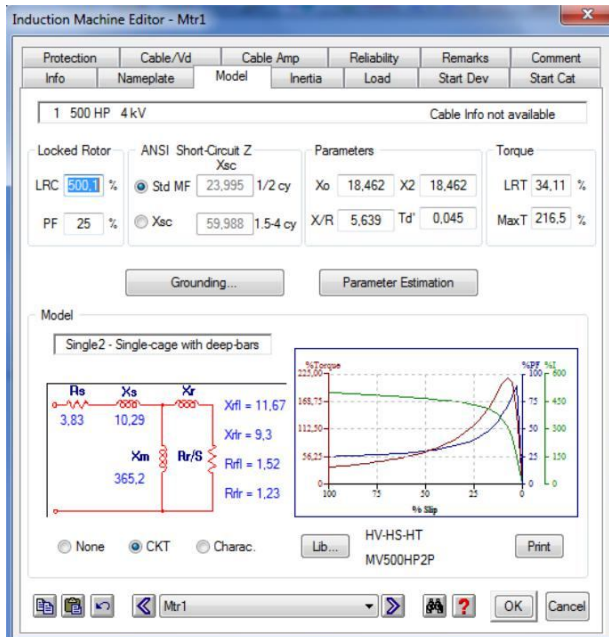 Induction Machine Editor - Mtr1
Protection Cable/Vd Cable Amp Reliability Remarks Comment
Info Nameplate Model Inertia Load Start Dev Start Cat
1 500 HP 4 kV Cable Info not available
Locked Rotor
LRC 500,1 %
PF 25 %
ANSI Short-Circuit Z
Xsc
Std MF 23,995 1/2 cy
Xsc 59,988 1.5-4 cy
Parameters
Xo 18,462 X2 18,462
X/R 5,639 Td' 0,045
Torque
LRT 34,11 %
MaxT 216,5 %
Grounding... Parameter Estimation
Model
Single2 - Single-cage with deep-bars
Rs Xs Xr
3,83 10,29
Xm Rr/S
365,2
Xrfl = 11,67
Xrlr = 9,3
Rrfl = 1,52
Rrlr = 1,23
%Torque %PF %I
225,00 100 600
168,75 75 450
112,50 50 300
56,25 25 150
0 0
100 75 50 25 0
% Slip
None CKT Charac. Lib... HV-HS-HT
MV500HP2P Print
Mtr1 OK Cancel